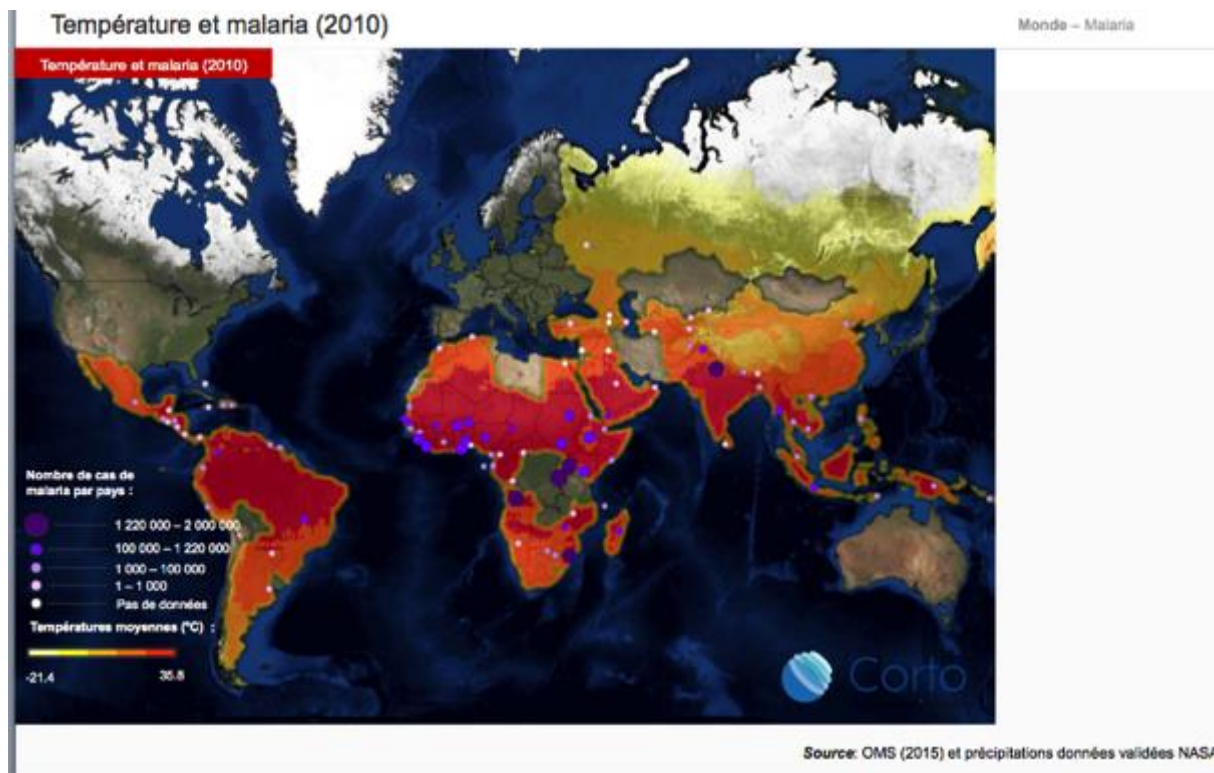 Température et malaria (2010)
Monde – Malaria
Température et malaria (2010)
Nombre de cas de
malaria par pays :
1 220 000 – 2 000 000
100 000 – 1 220 000
1 000 – 100 000
1 – 1 000
Pas de données
Températures moyennes (°C) :
-21.4 35.8
Corto
Source: OMS (2015) et précipitations données validées NASA